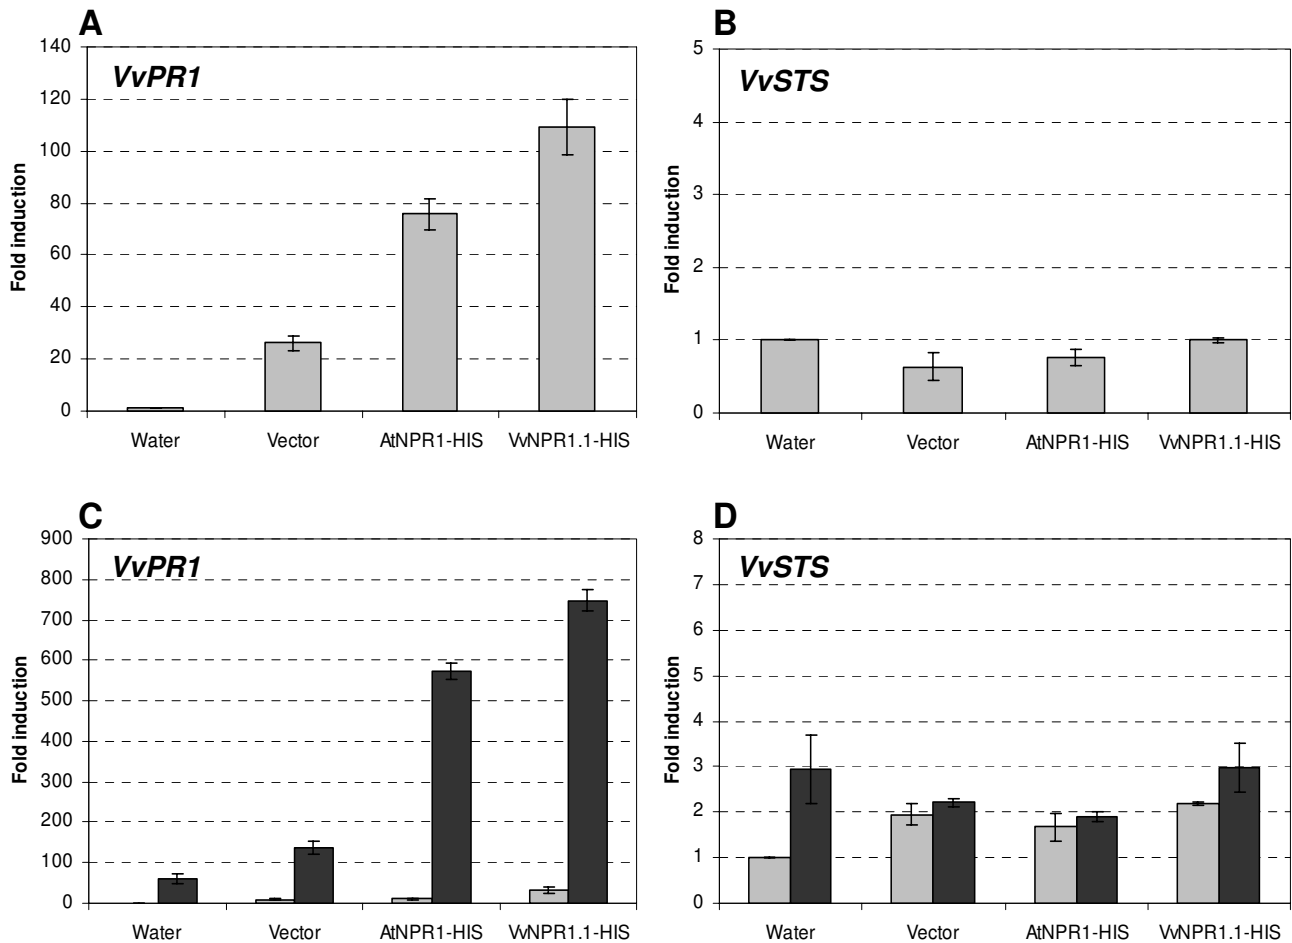 A
VvPR1
Fold induction
140
120
100
80
60
40
20
0
Water Vector AtNPR1-HIS VvNPR1.1-HIS
B
VvSTS
Fold induction
5
4
3
2
1
0
Water Vector AtNPR1-HIS VvNPR1.1-HIS
C
VvPR1
Fold induction
900
800
700
600
500
400
300
200
100
0
Water Vector AtNPR1-HIS VvNPR1.1-HIS
D
VvSTS
Fold induction
8
7
6
5
4
3
2
1
0
Water Vector AtNPR1-HIS VvNPR1.1-HIS